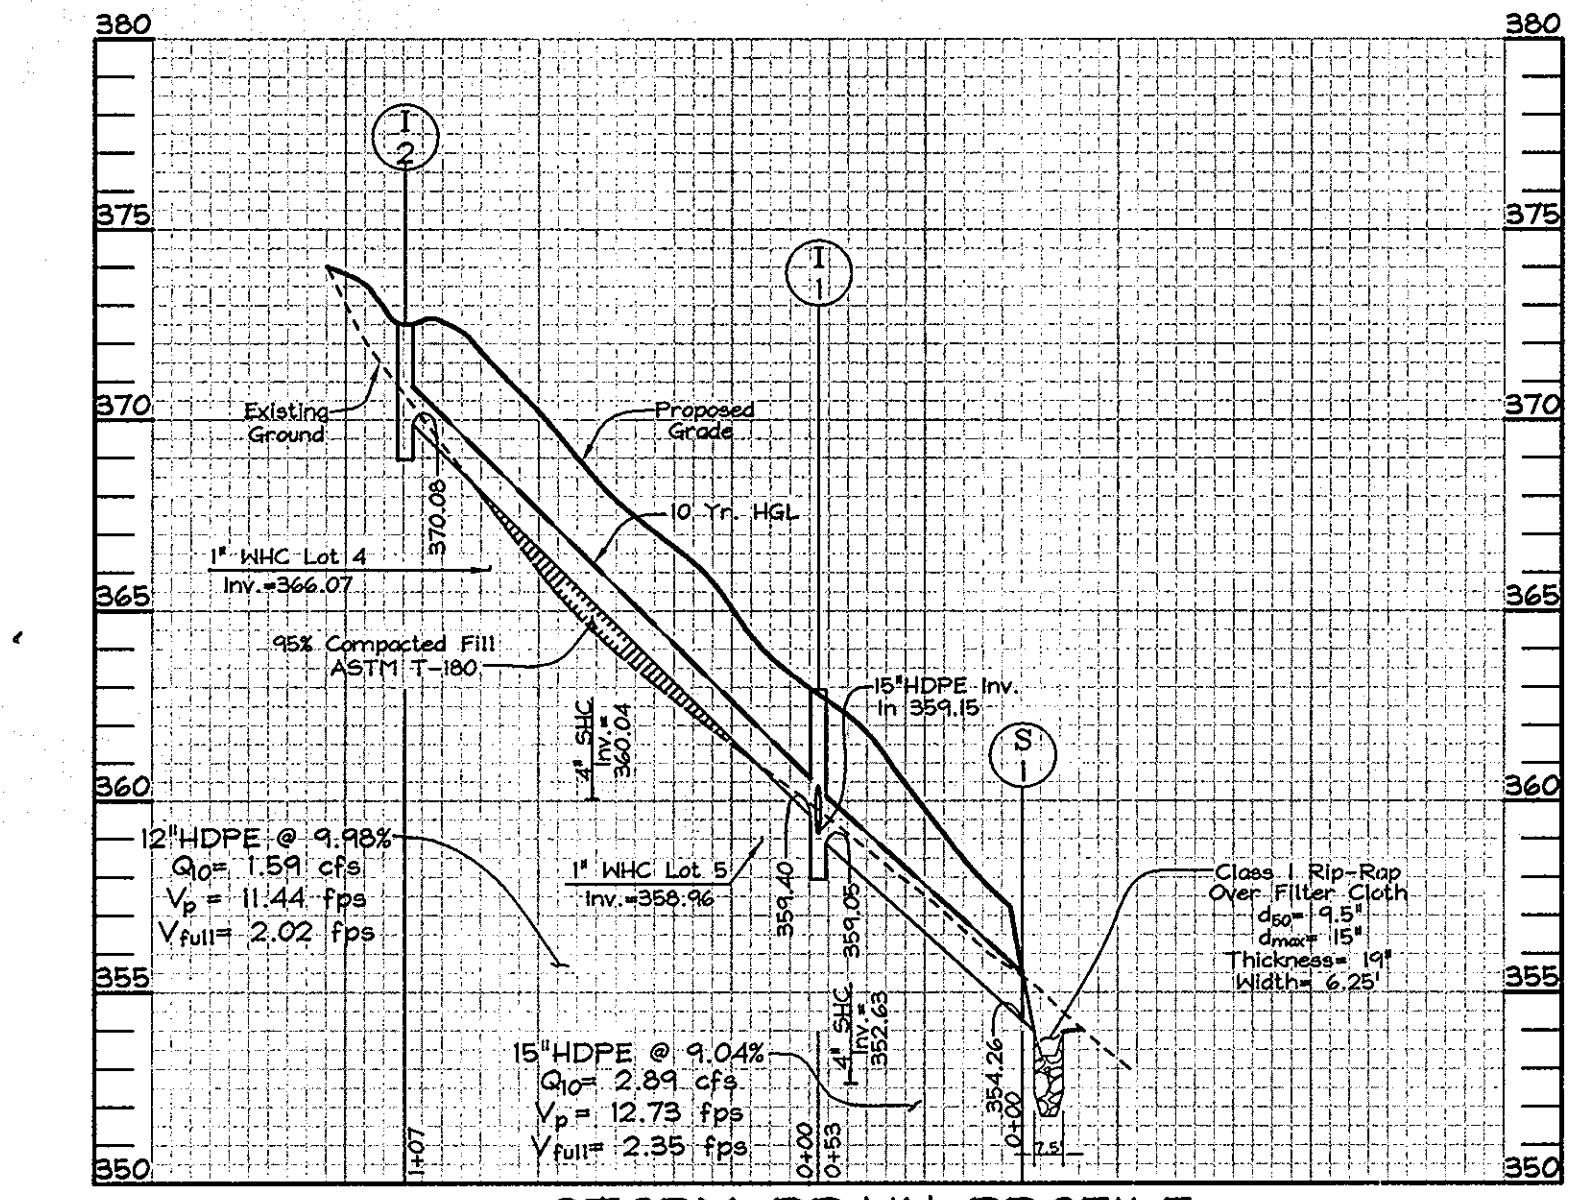 380
380
I
2
375
375
I
1
Existing
Ground
370
Proposed
Grade
370
370.08
10 Yr. HGL
1" WHC Lot 4
Inv.=366.07
365
365
95% Compacted Fill
ASTM T-180
15"HDPE Inv.
In 359.15
4" SHC
Inv.=
360.04
S
1
360
360
12"HDPE @ 9.98%
Q10= 1.59 cfs
Vp = 11.44 fps
Vfull= 2.02 fps
1" WHC Lot 5
Inv.=358.96
359.40
359.05
Class I Rip-Rap
Over Filter Cloth
d50= 9.5"
dmax= 15"
Thickness= 19"
Width= 6.25'
355
355
4" SHC
Inv.=
352.63
354.26
15"HDPE @ 9.04%
Q10= 2.89 cfs
Vp = 12.73 fps
Vfull= 2.35 fps
1+07
0+00
0+53
0+00
7.5'
350
350
STORM DRAIN PROFILE